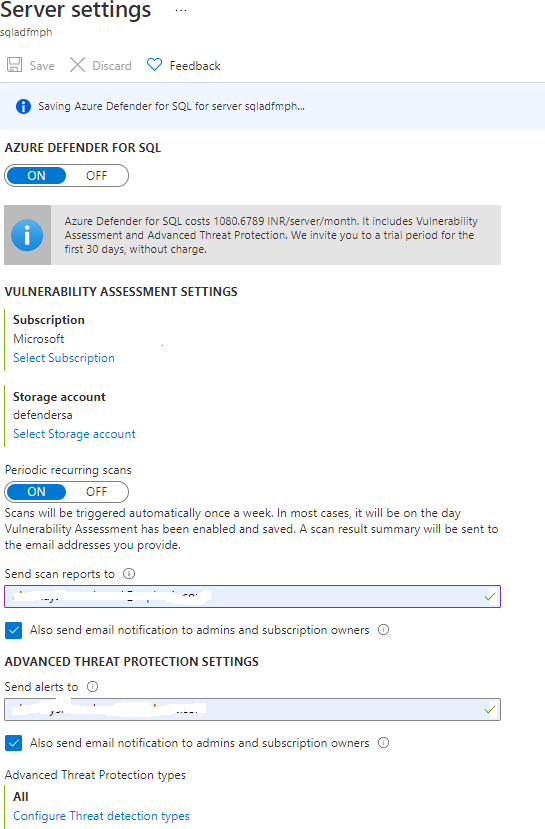 Server settings ...
sqladfmph
Save Discard Feedback
Saving Azure Defender for SQL for server sqladfmph...
AZURE DEFENDER FOR SQL
ON OFF
Azure Defender for SQL costs 1080.6789 INR/server/month. It includes Vulnerability
Assessment and Advanced Threat Protection. We invite you to a trial period for the
first 30 days, without charge.
VULNERABILITY ASSESSMENT SETTINGS
Subscription
Microsoft
Select Subscription
Storage account
defendersa
Select Storage account
Periodic recurring scans
ON OFF
Scans will be triggered automatically once a week. In most cases, it will be on the day
Vulnerability Assessment has been enabled and saved. A scan result summary will be sent to
the email addresses you provide.
Send scan reports to
Also send email notification to admins and subscription owners
ADVANCED THREAT PROTECTION SETTINGS
Send alerts to
Also send email notification to admins and subscription owners
Advanced Threat Protection types
All
Configure Threat detection types